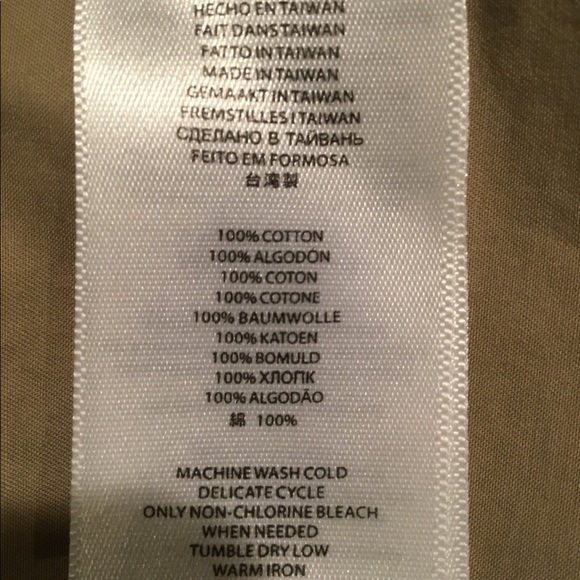 HECHO EN TAIWAN
FAIT DANS TAIWAN
FATTO IN TAIWAN
MADE IN TAIWAN
GEMAAKT IN TAIWAN
FREMSTILLES I TAIWAN
СДЕЛАНО В ТАЙВАНЬ
FEITO EM FORMOSA
台湾製
100% COTTON
100% ALGODÓN
100% COTON
100% COTONE
100% BAUMWOLLE
100% KATOEN
100% BOMULD
100% ХЛОПК
100% ALGODÃO
綿 100%
MACHINE WASH COLD
DELICATE CYCLE
ONLY NON-CHLORINE BLEACH
WHEN NEEDED
TUMBLE DRY LOW
WARM IRON